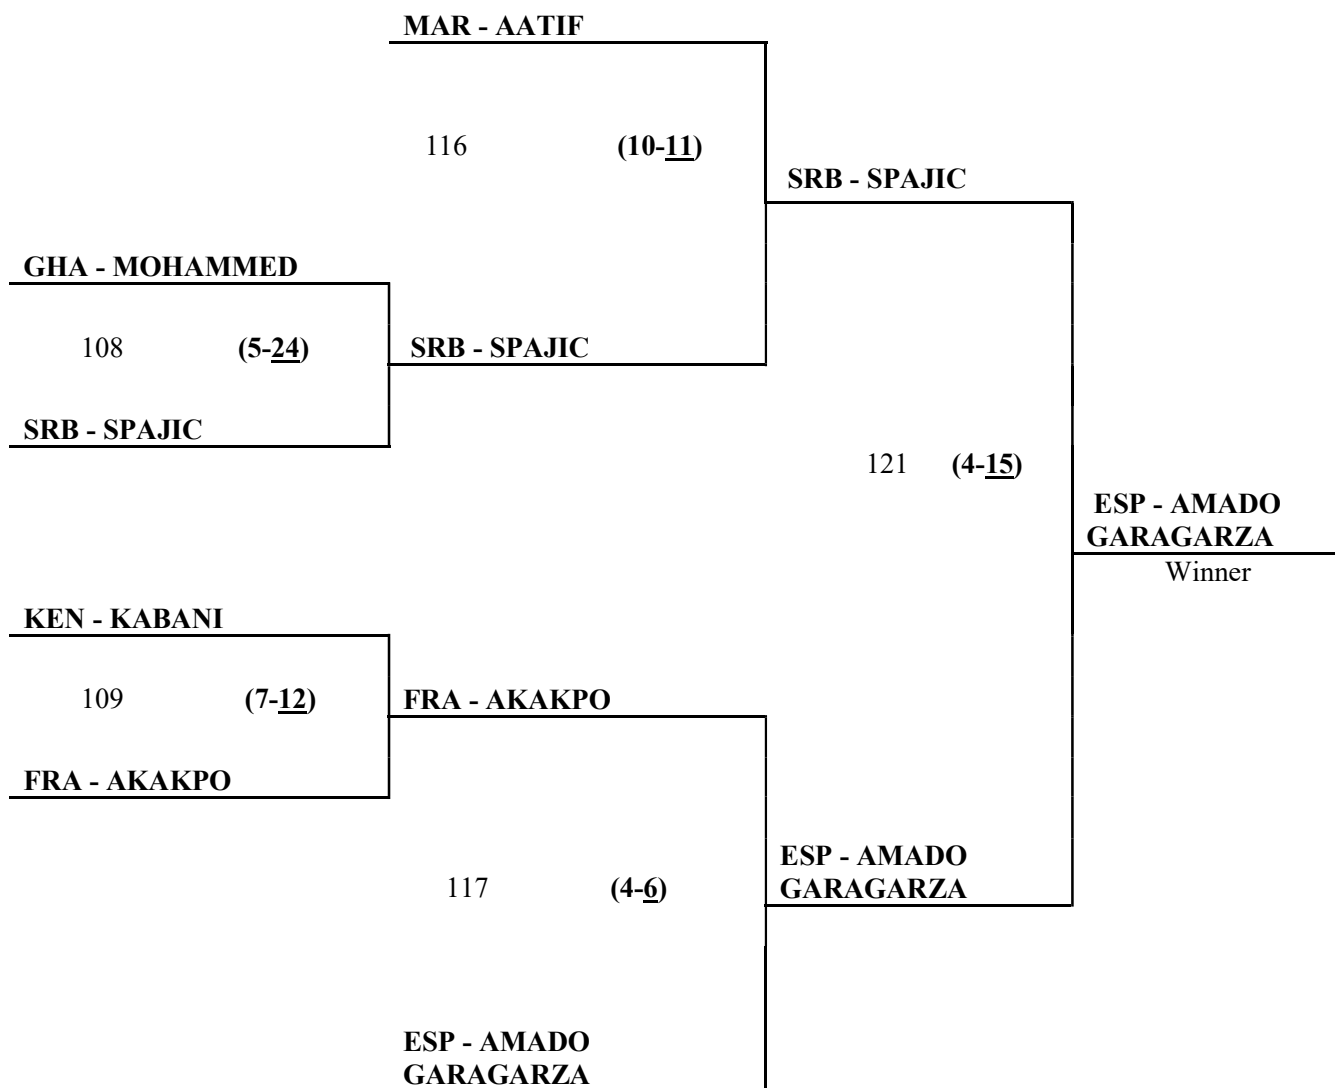 MAR - AATIF
116 (10-11)
SRB - SPAJIC
GHA - MOHAMMED
108 (5-24)
SRB - SPAJIC
SRB - SPAJIC
121 (4-15)
ESP - AMADO
GARAGARZA
Winner
KEN - KABANI
109 (7-12)
FRA - AKAKPO
FRA - AKAKPO
ESP - AMADO
GARAGARZA
117 (4-6)
ESP - AMADO
GARAGARZA